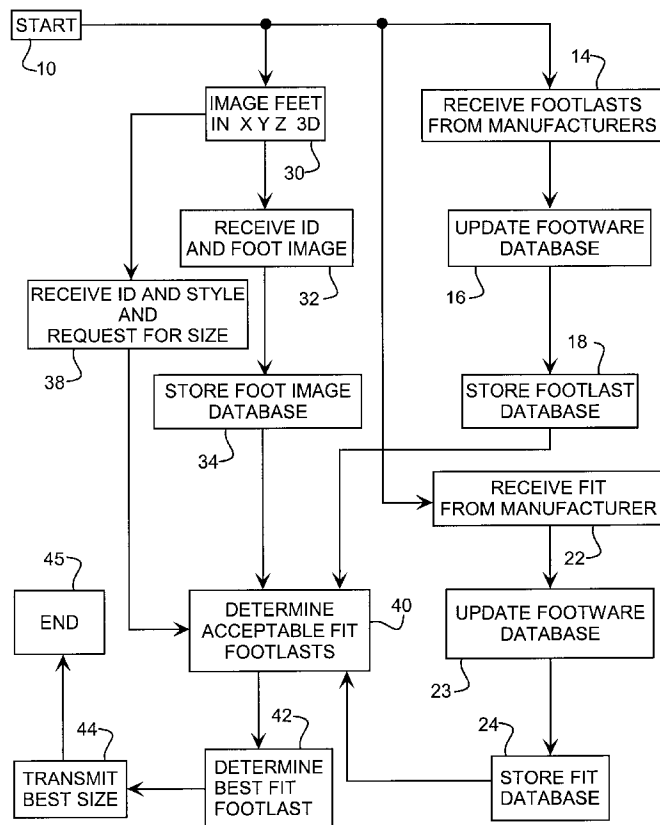 START
10
14
IMAGE FEET
IN X Y Z 3D
30
RECEIVE FOOTLASTS
FROM MANUFACTURERS
RECEIVE ID
AND FOOT IMAGE
32
UPDATE FOOTWARE
DATABASE
16
RECEIVE ID AND STYLE
AND
REQUEST FOR SIZE
38
18
STORE FOOT IMAGE
DATABASE
34
STORE FOOTLAST
DATABASE
RECEIVE FIT
FROM MANUFACTURER
22
45
END
DETERMINE
ACCEPTABLE FIT
FOOTLASTS
40
UPDATE FOOTWARE
DATABASE
23
44
TRANSMIT
BEST SIZE
42
DETERMINE
BEST FIT
FOOTLAST
24
STORE FIT
DATABASE